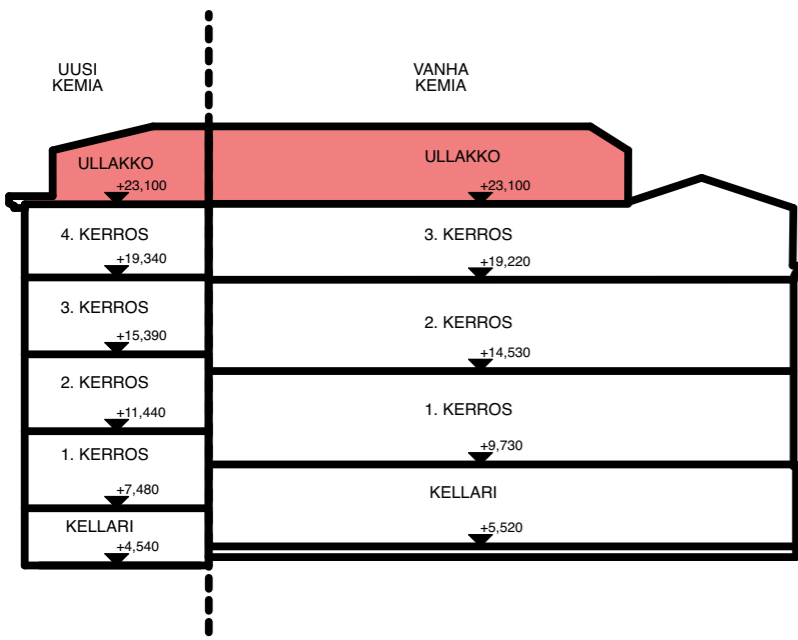 UUSI
KEMIA
VANHA
KEMIA
ULLAKKO
+23,100
ULLAKKO
+23,100
4. KERROS
+19,340
3. KERROS
+19,220
3. KERROS
+15,390
2. KERROS
+14,530
2. KERROS
+11,440
1. KERROS
+9,730
1. KERROS
+7,480
KELLARI
+5,520
KELLARI
+4,540